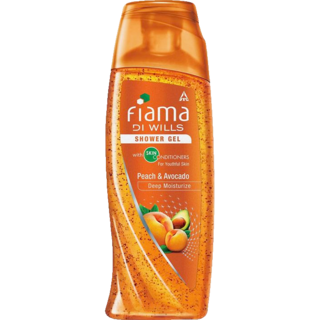 Fiama
DI WILLS
SHOWER GEL
with SKIN CONDITIONERS
For Youthful Skin
Peach & Avocado
Deep Moisturize